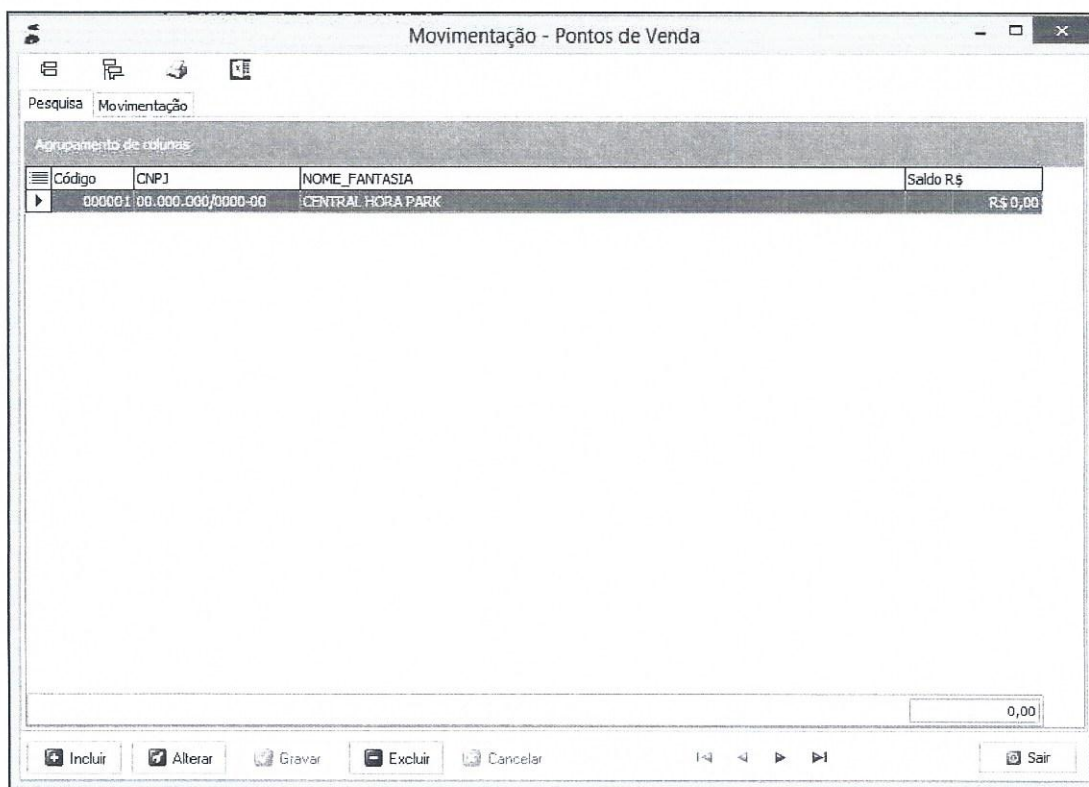 Movimentação - Pontos de Venda
Pesquisa Movimentação
Agrupamento de colunas
Código CNPJ NOME_FANTASIA Saldo R$
000001 00.000.000/0000-00 CENTRAL HORA PARK R$ 0,00
0,00
Incluir Alterar Gravar Excluir Cancelar Sair